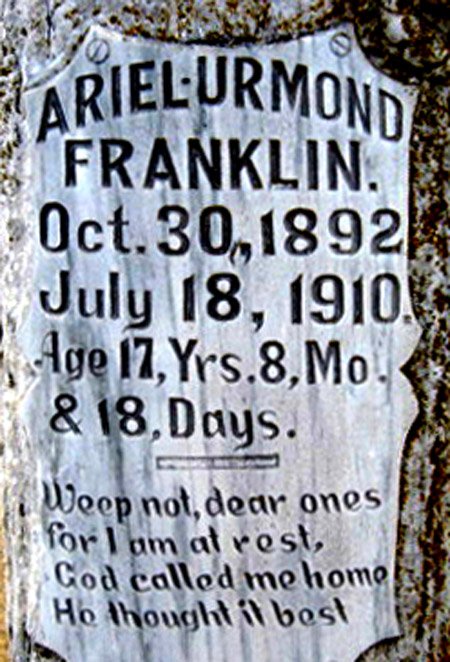 ARIEL-URMOND
FRANKLIN.
Oct. 30,, 1892
July 18, 1910.
Age 17, Yrs. 8, Mo.
& 18, Days.
Weep not, dear ones
for I am at rest,
God called me home
He thought it best